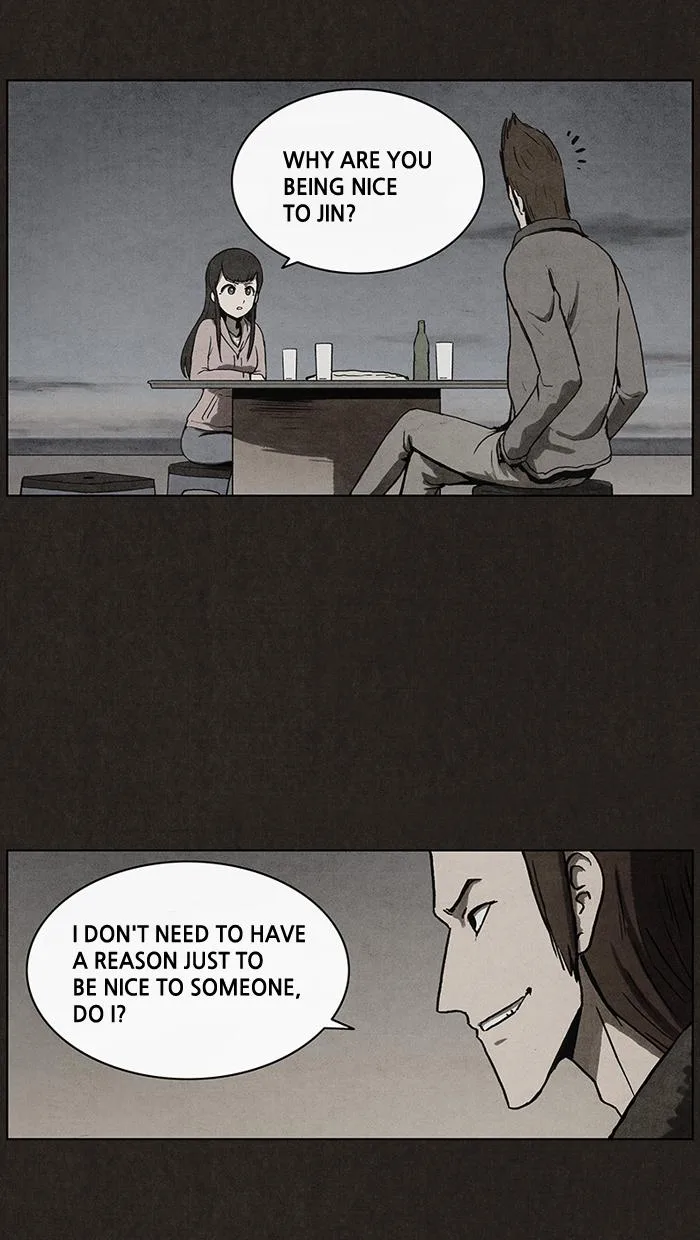 WHY ARE YOU
BEING NICE
TO JIN?
I DON'T NEED TO HAVE
A REASON JUST TO
BE NICE TO SOMEONE,
DO I?